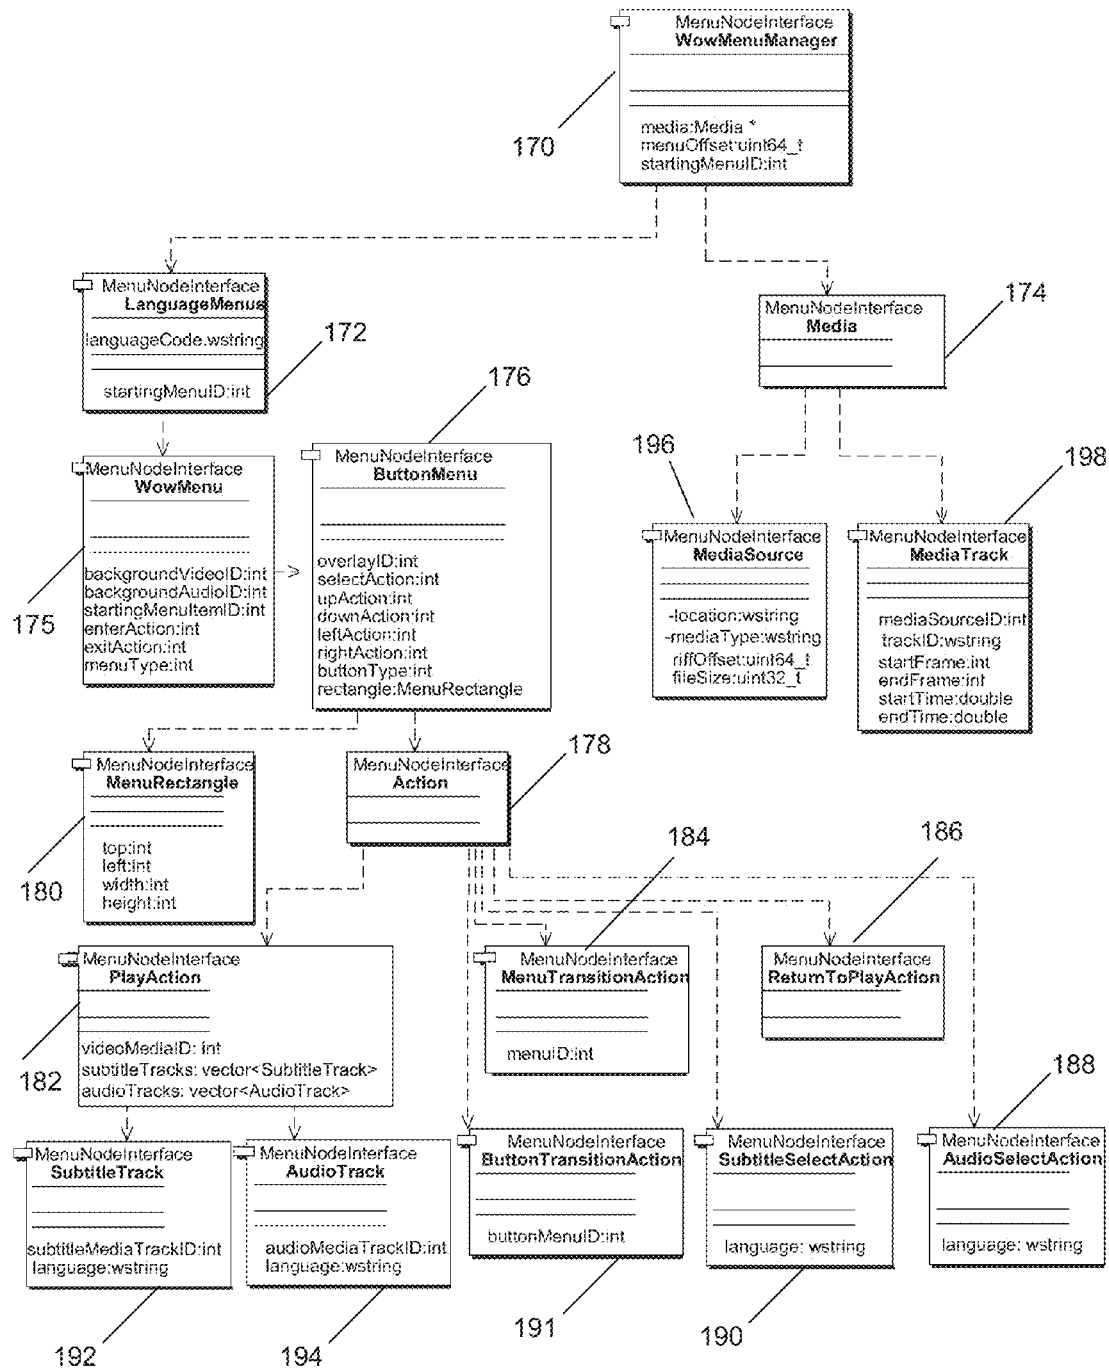 MenuNodeInterface
WowMenuManager
media:Media *
menuOffset:uint64_t
startingMenuID:int
170
MenuNodeInterface
LanguageMenus
languageCode.wstring
startingMenuID:int
172
MenuNodeInterface
Media
174
MenuNodeInterface
WowMenu
backgroundVideoID:int
backgroundAudioID:int
startingMenuItemID:int
enterAction:int
exitAction:int
menuType:int
175
176
MenuNodeInterface
ButtonMenu
overlayID:int
selectAction:int
upAction:int
downAction:int
leftAction:int
rightAction:int
buttonType:int
rectangle:MenuRectangle
196
MenuNodeInterface
MediaSource
-location:wstring
-mediaType:wstring
riffOffset:uint64_t
fileSize:uint32_t
198
MenuNodeInterface
MediaTrack
mediaSourceID:int
trackID:wstring
startFrame:int
endFrame:int
startTime:double
endTime:double
MenuNodeInterface
MenuRectangle
top:int
left:int
width:int
height:int
180
MenuNodeInterface
Action
178
MenuNodeInterface
PlayAction
videoMediaID: int
subtitleTracks: vector<SubtitleTrack>
audioTracks: vector<AudioTrack>
182
184
MenuNodeInterface
MenuTransitionAction
menuID:int
186
MenuNodeInterface
ReturnToPlayAction
MenuNodeInterface
SubtitleTrack
subtitleMediaTrackID:int
language:wstring
192
MenuNodeInterface
AudioTrack
audioMediaTrackID:int
language:wstring
194
MenuNodeInterface
ButtonTransitionAction
buttonMenuID:int
191
MenuNodeInterface
SubtitleSelectAction
language: wstring
190
188
MenuNodeInterface
AudioSelectAction
language: wstring